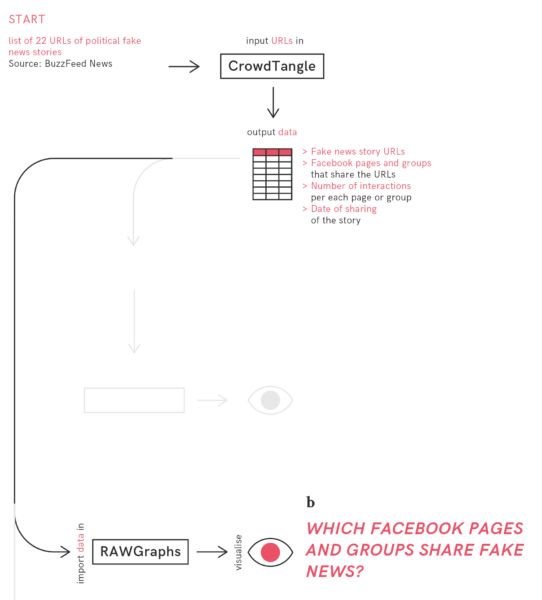 START
list of 22 URLs of political fake
news stories
Source: BuzzFeed News
input URLs in
CrowdTangle
output data
> Fake news story URLs
> Facebook pages and groups
that share the URLs
> Number of interactions
per each page or group
> Date of sharing
of the story
import data in
RAWGraphs
visualise
b
WHICH FACEBOOK PAGES
AND GROUPS SHARE FAKE
NEWS?